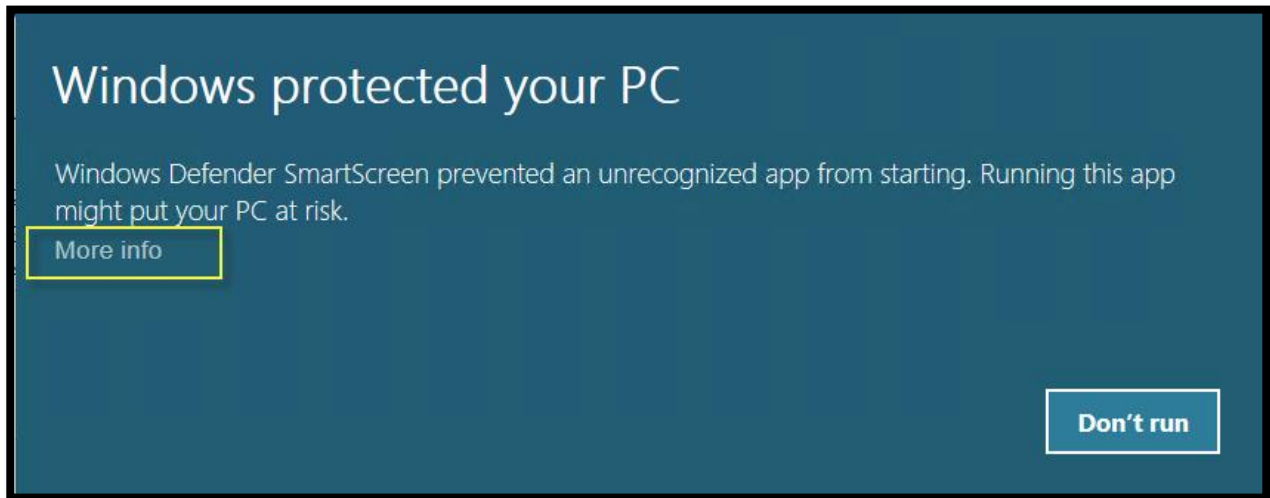 Windows protected your PC
Windows Defender SmartScreen prevented an unrecognized app from starting. Running this app
might put your PC at risk.
More info
Don’t run